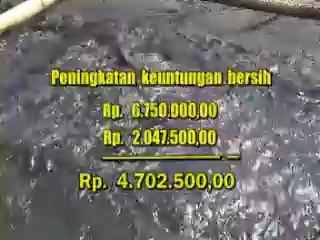 Peningkatan keuntungan bersih
Rp. 6.750.000,00
Rp. 2.047.500,00
Rp. 4.702.500,00